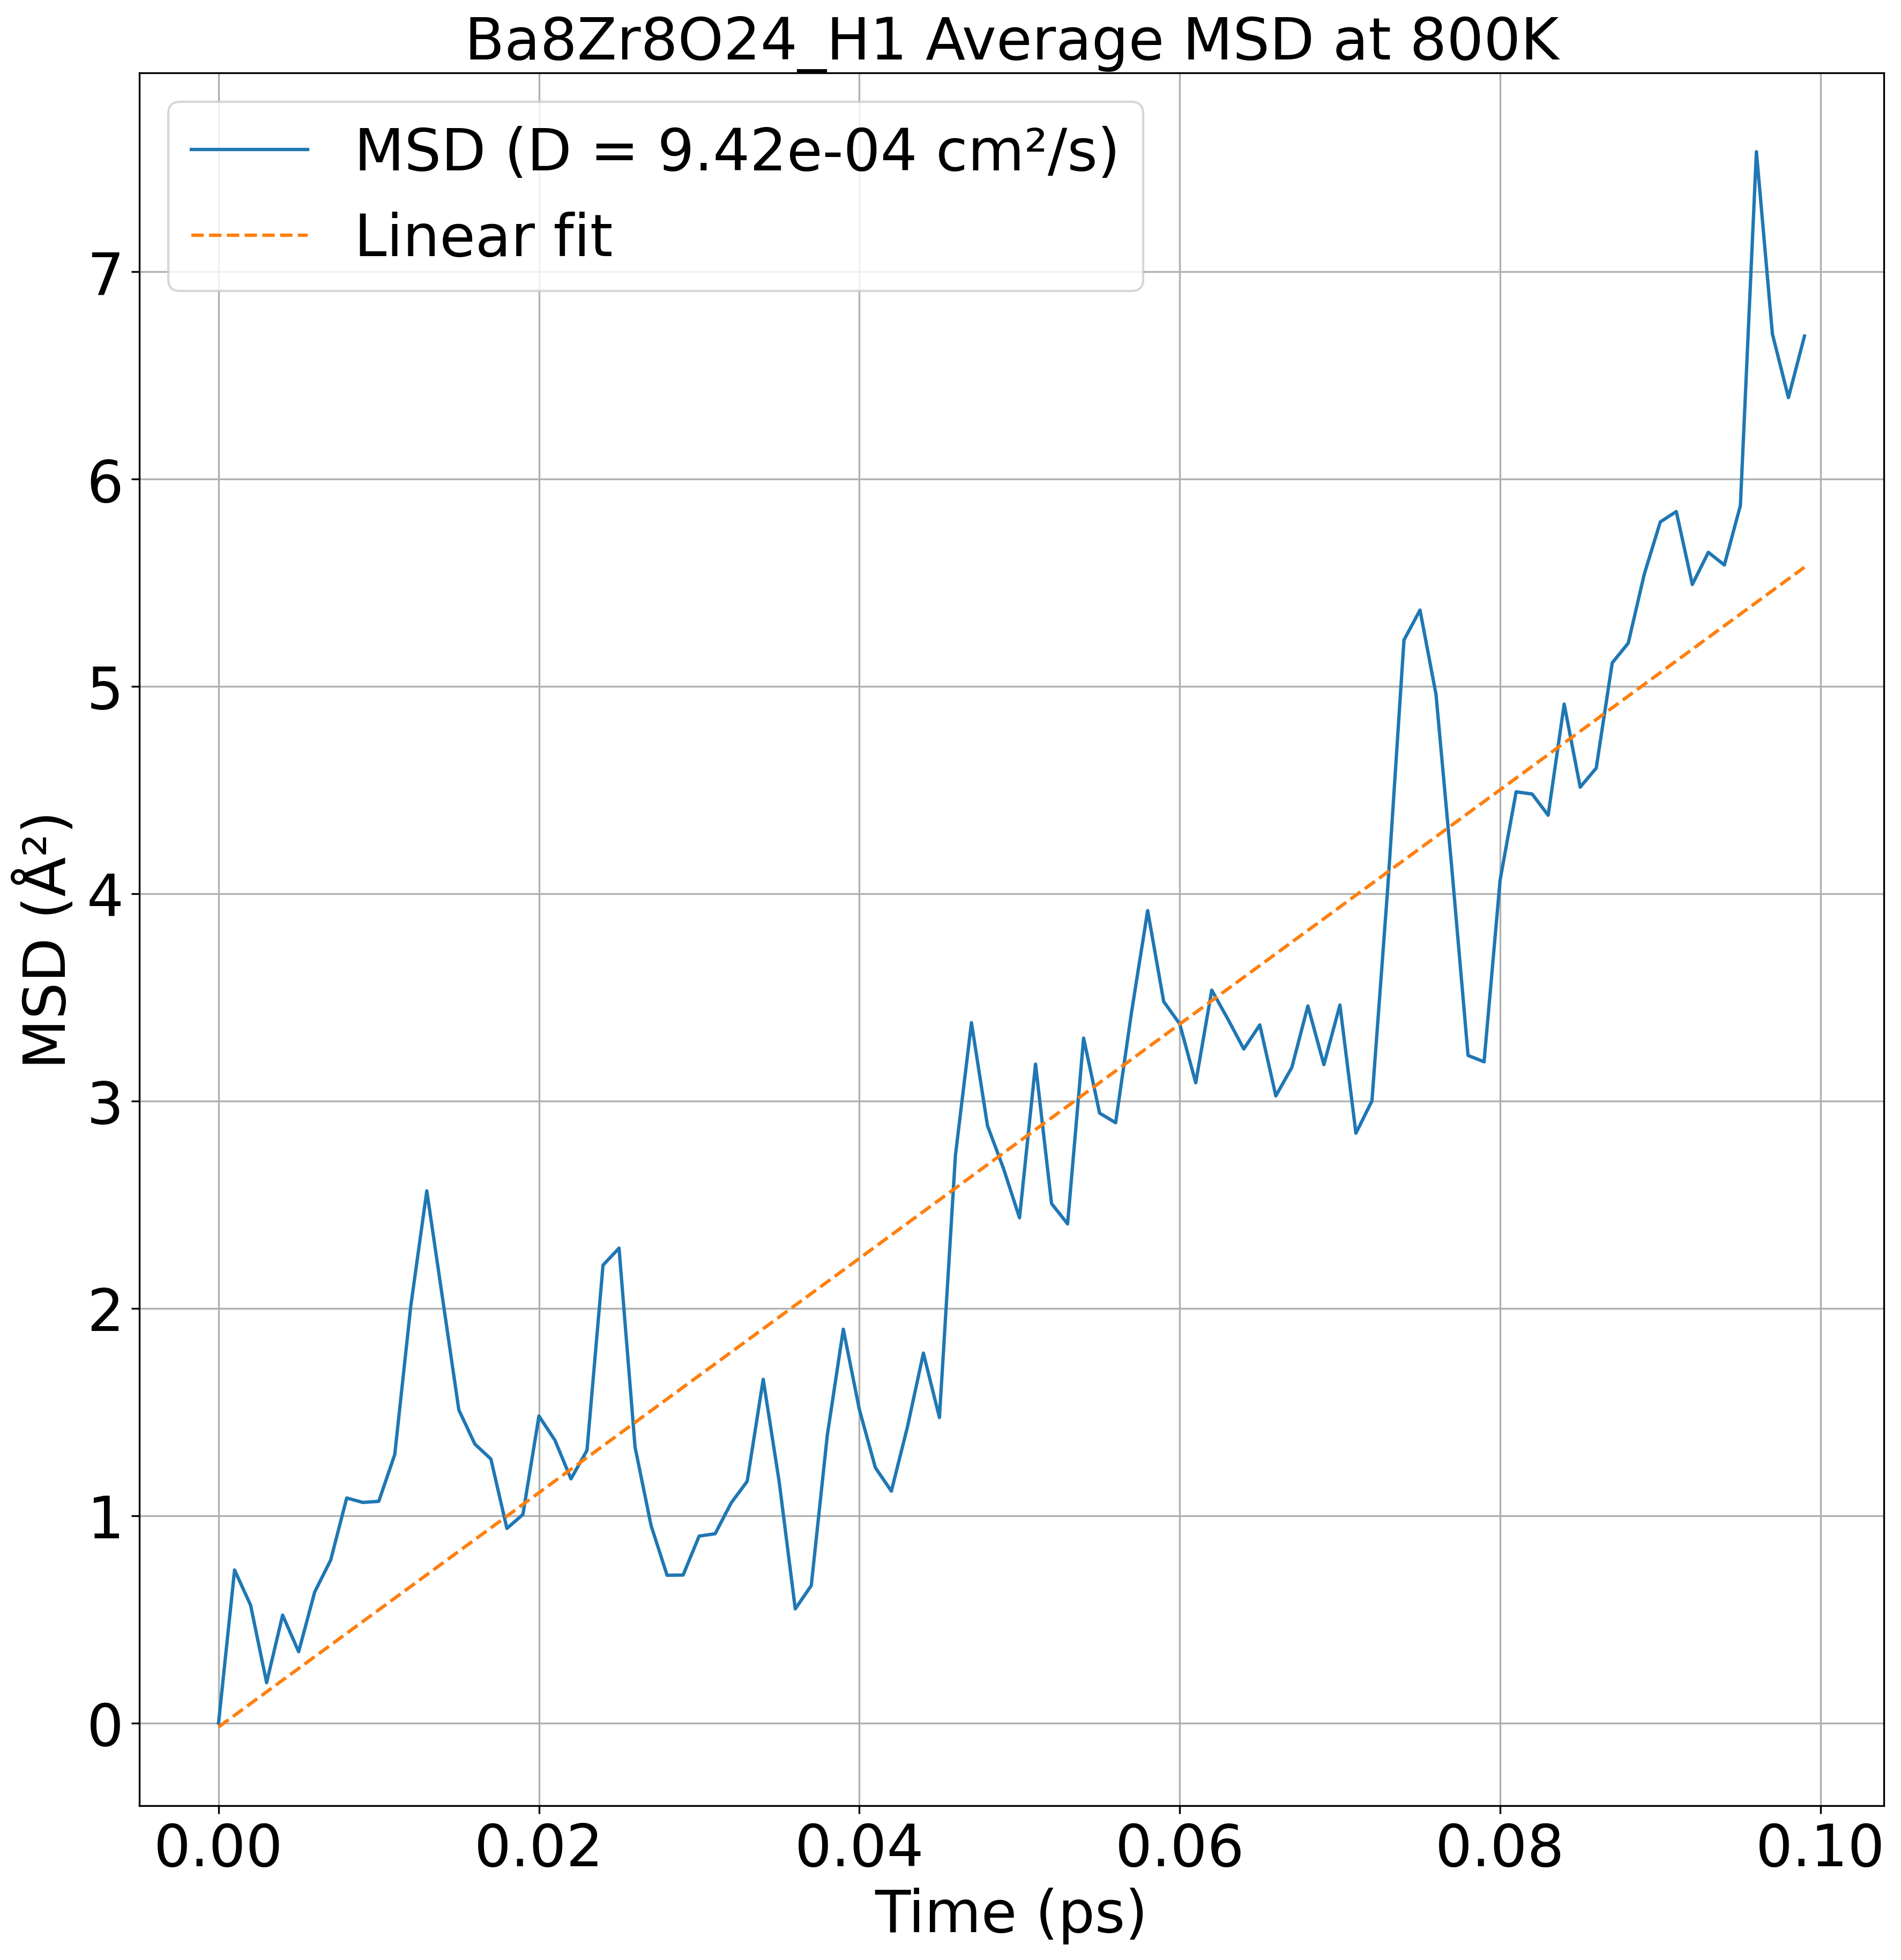 Ba8Zr8O24_H1 Average MSD at 800K
MSD (D = 9.42e-04 cm²/s)
Linear fit
7
6
5
4
3
2
1
0
MSD (Å²)
0.00 0.02 0.04 0.06 0.08 0.10
Time (ps)